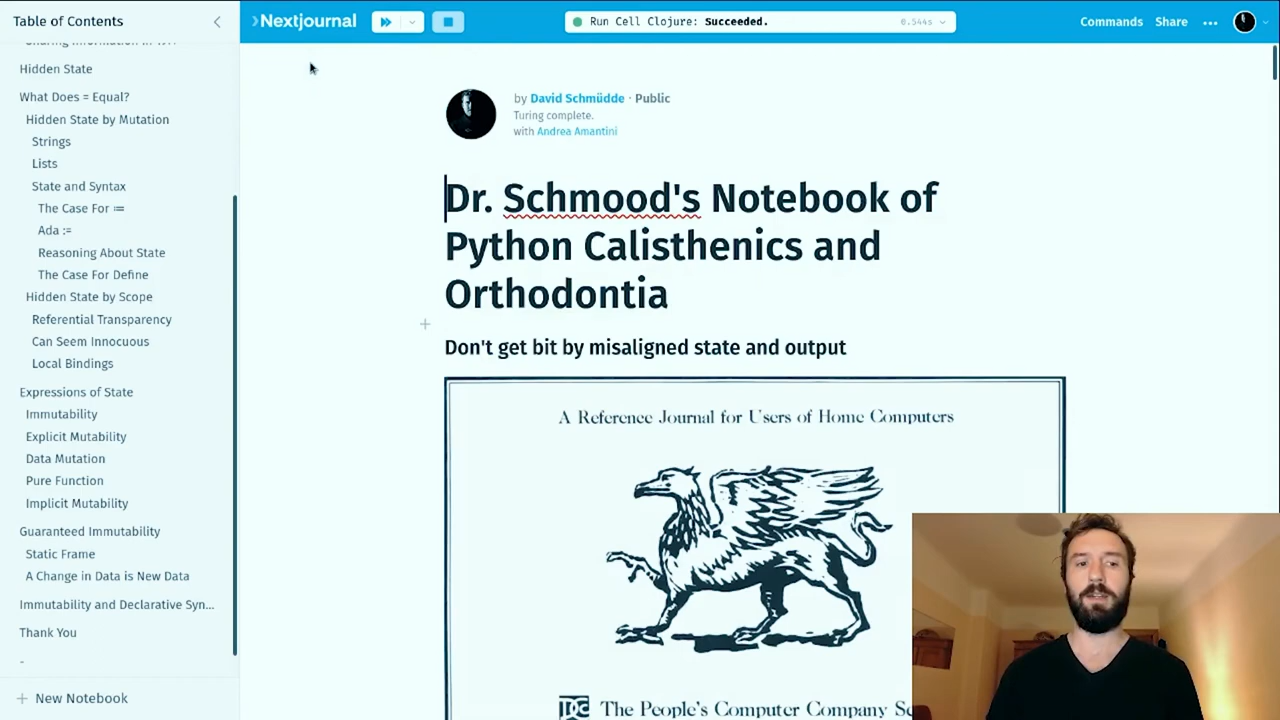 Table of Contents
Hidden State
What Does = Equal?
Hidden State by Mutation
Strings
Lists
State and Syntax
The Case For ≔
Ada :=
Reasoning About State
The Case For Define
Hidden State by Scope
Referential Transparency
Can Seem Innocuous
Local Bindings
Expressions of State
Immutability
Explicit Mutability
Data Mutation
Pure Function
Implicit Mutability
Guaranteed Immutability
Static Frame
A Change in Data is New Data
Immutability and Declarative Syn...
Thank You
-
+ New Notebook
Nextjournal
Run Cell Clojure: Succeeded.
0.544s
Commands
Share
by David Schmüdde · Public
Turing complete.
with Andrea Amantini
Dr. Schmood's Notebook of
Python Calisthenics and
Orthodontia
Don't get bit by misaligned state and output
A Reference Journal for Users of Home Computers
The People's Computer Company